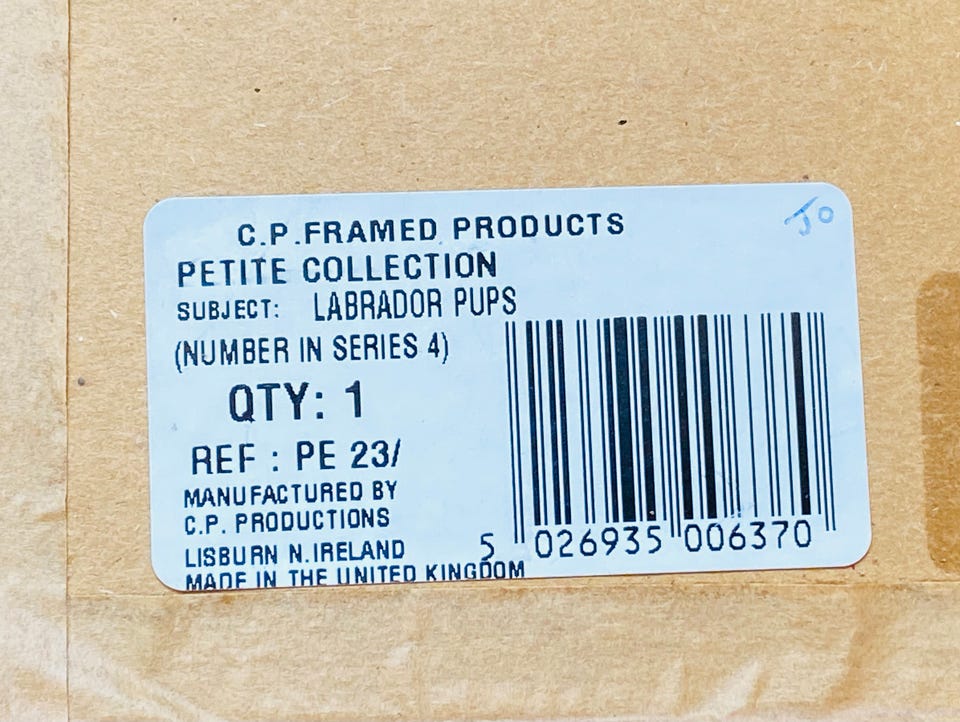 C.P.FRAMED PRODUCTS
Jo
PETITE COLLECTION
SUBJECT: LABRADOR PUPS
(NUMBER IN SERIES 4)
QTY: 1
REF : PE 23/
MANUFACTURED BY
C.P. PRODUCTIONS
LISBURN N.IRELAND
MADE IN THE UNITED KINGDOM
5 026935 006370